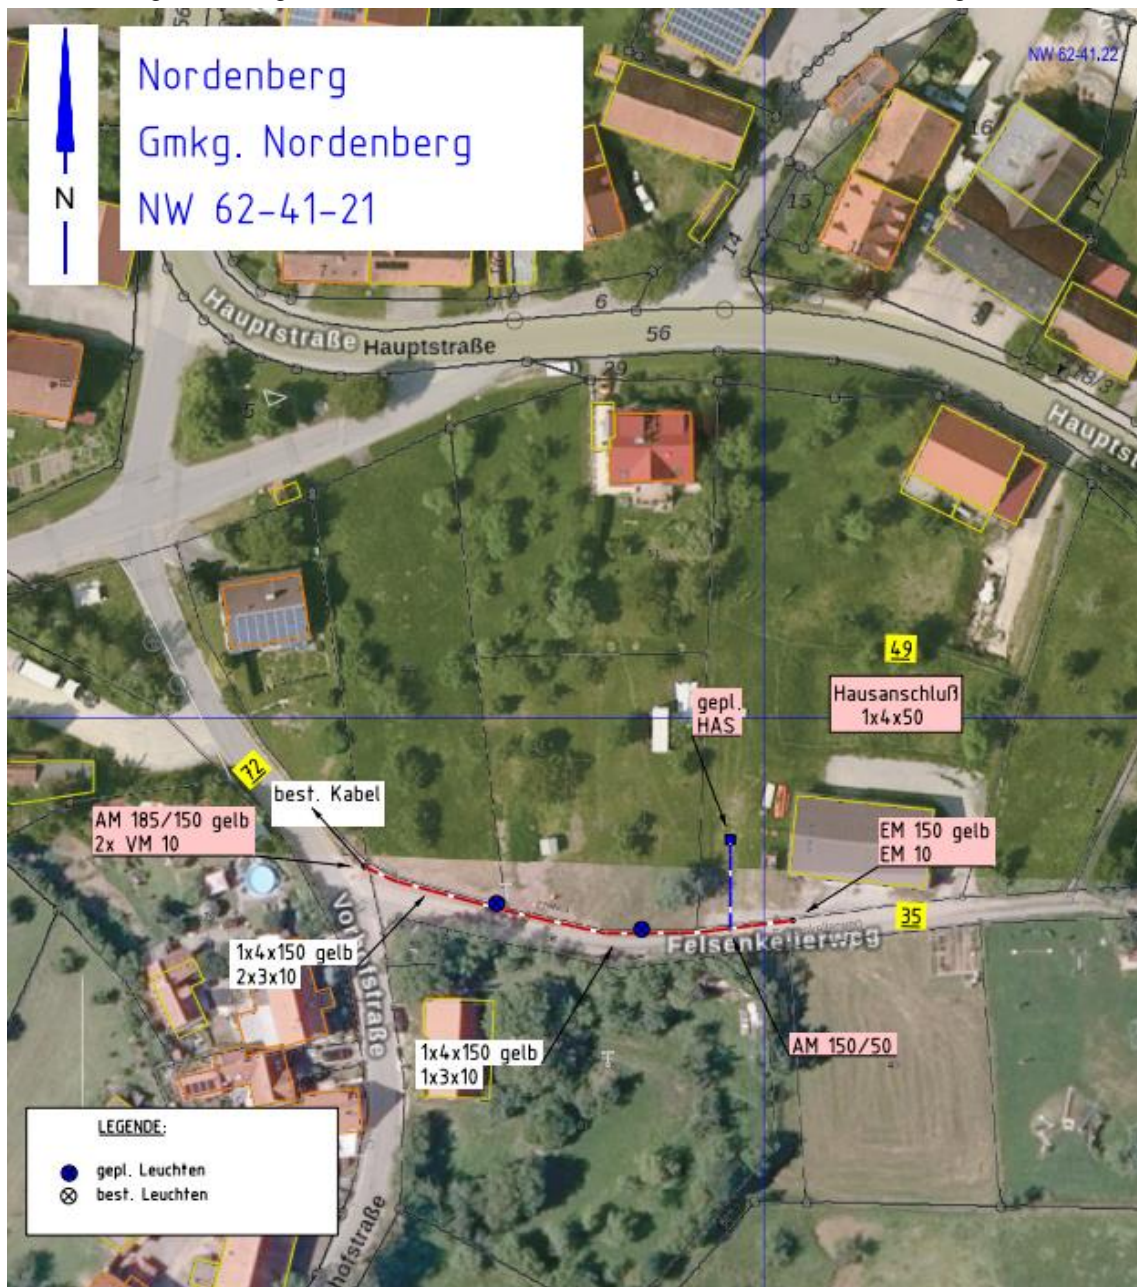 Nordenberg
Gmkg. Nordenberg
NW 62-41-21
N
NW 62-41.22
16
17
15
14
7
6
56
Hauptstraße
Hauptstraße
29
18/3
5
49
Hausanschluß
1x4x50
gepl.
HAS
72
best. Kabel
AM 185/150 gelb
2x VM 10
EM 150 gelb
EM 10
35
Felsenkellerweg
1x4x150 gelb
2x3x10
1x4x150 gelb
1x3x10
AM 150/50
LEGENDE:
gepl. Leuchten
best. Leuchten